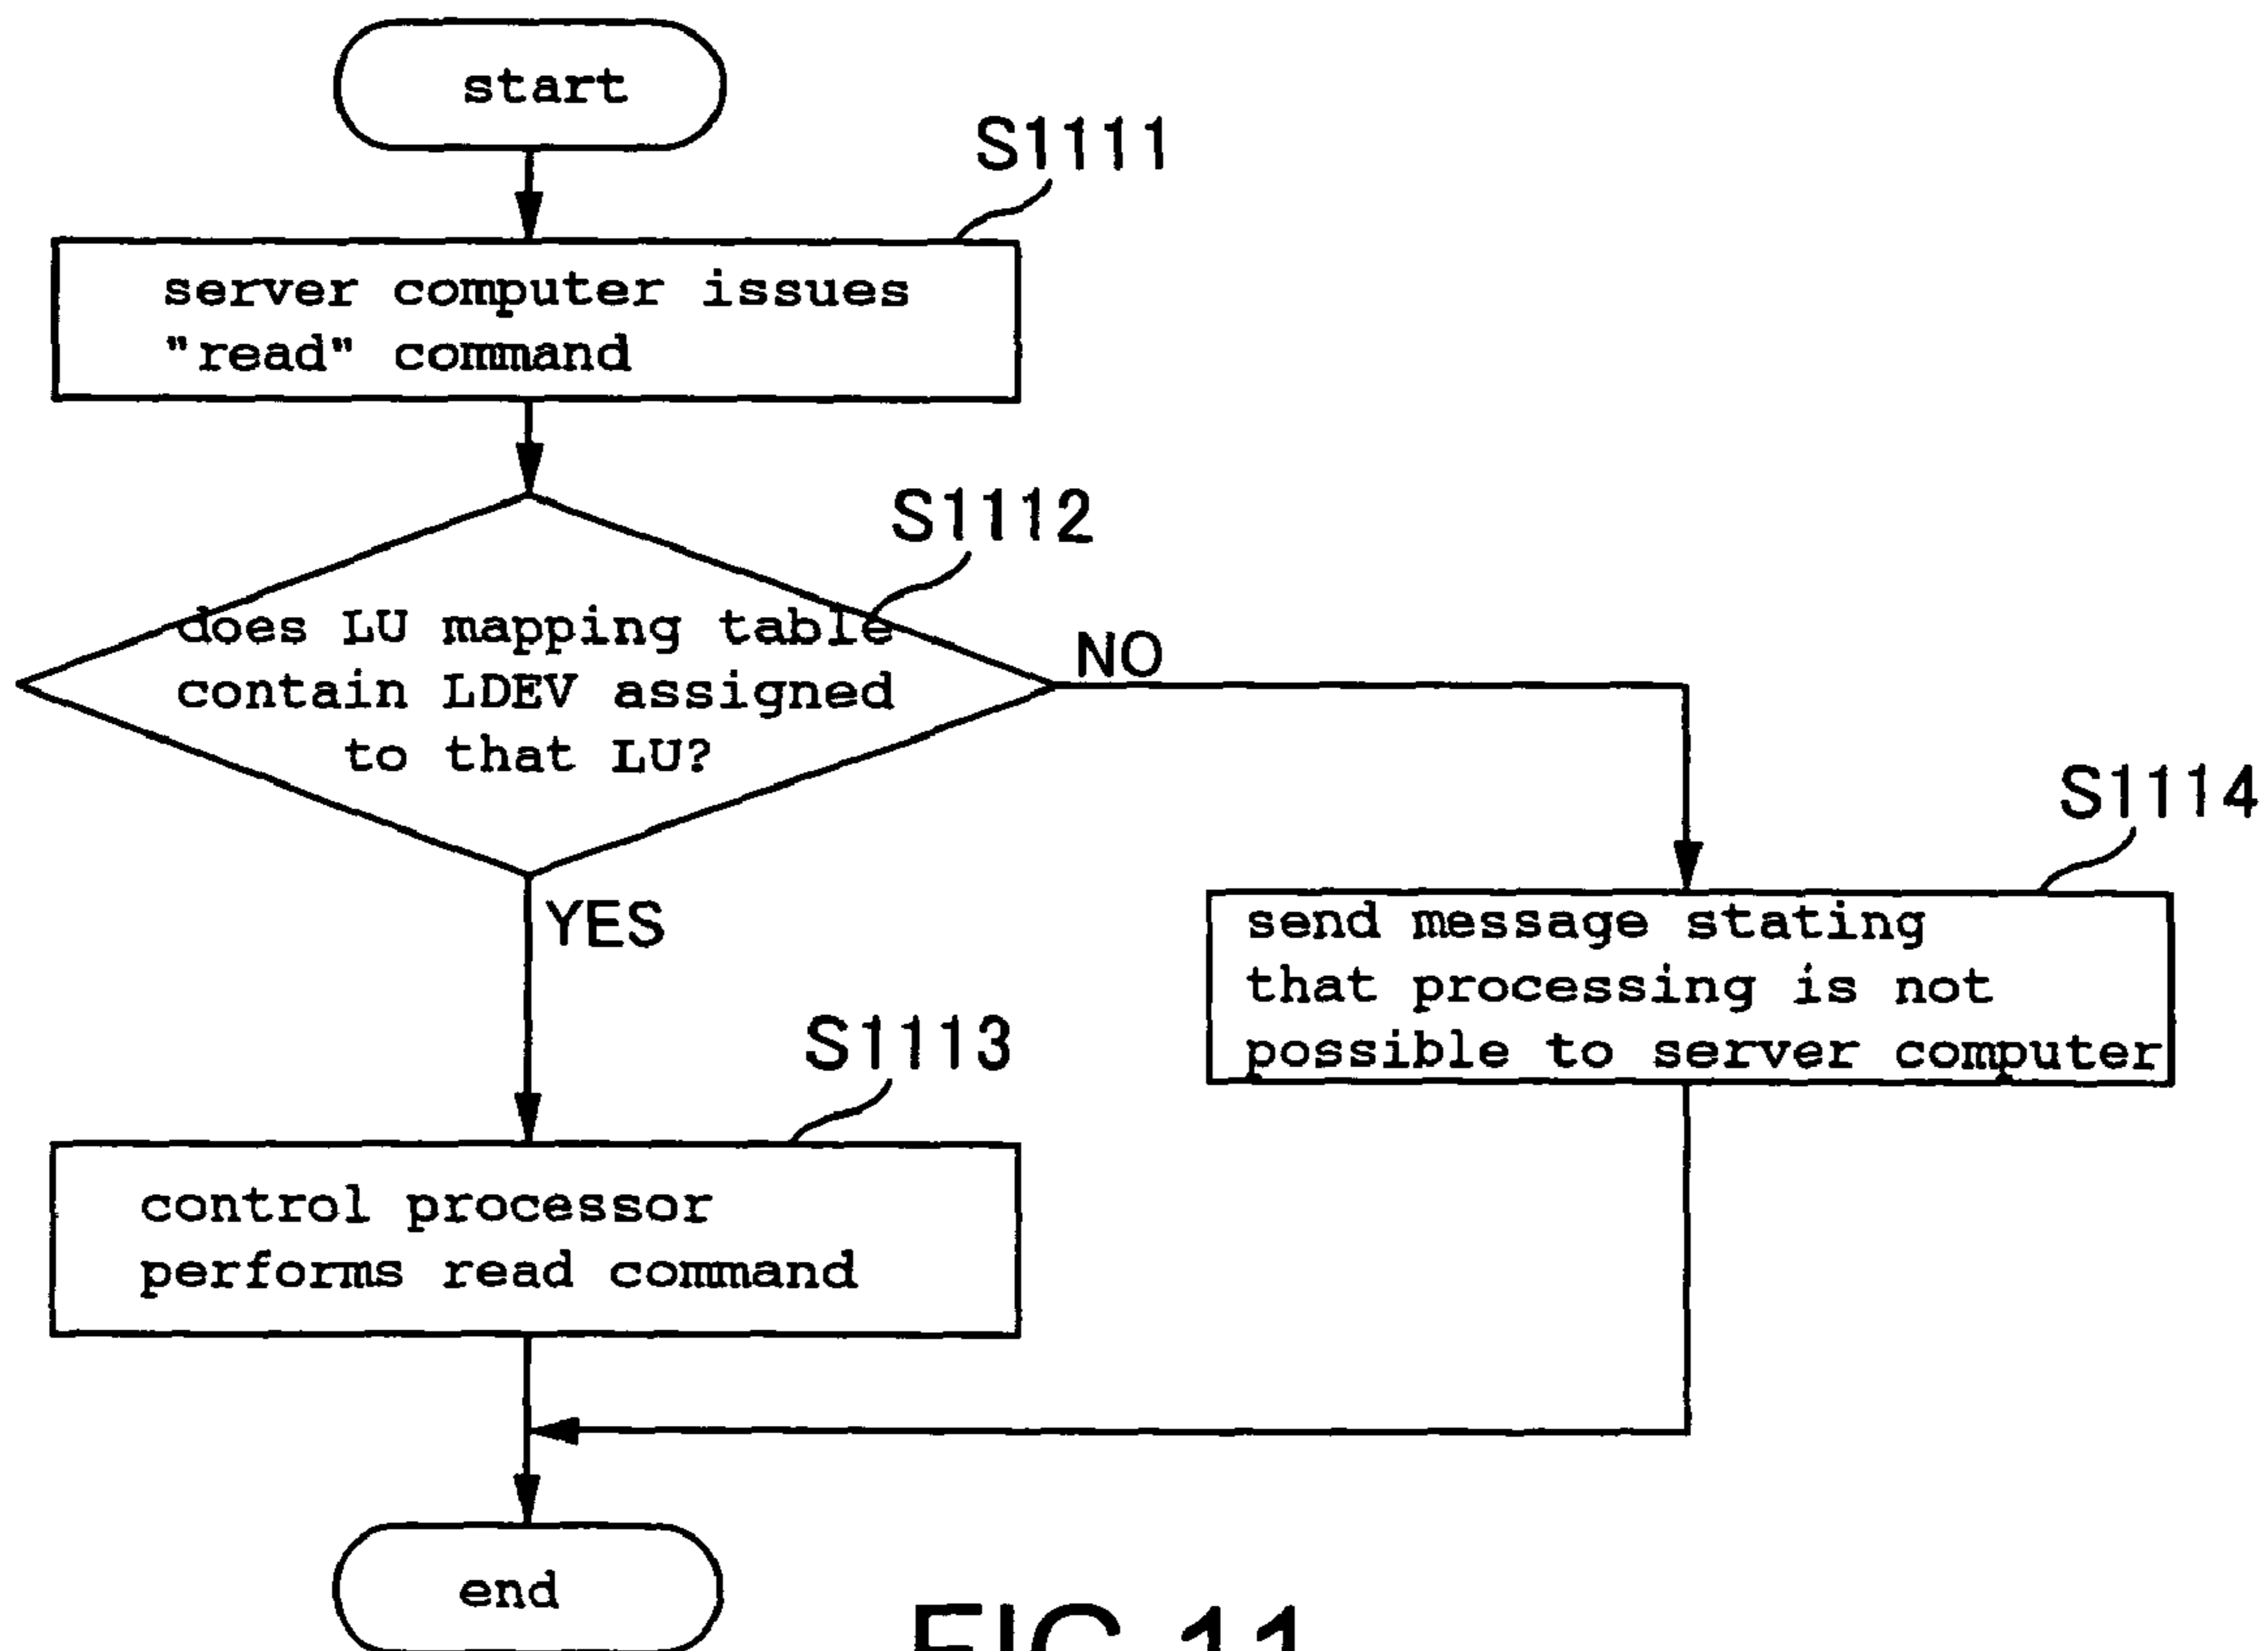 start
S1111
server computer issues
"read" command
S1112
does LU mapping table
contain LDEV assigned
to that LU?
NO
YES
S1114
send message stating
that processing is not
possible to server computer
S1113
control processor
performs read command
end
FIG.11